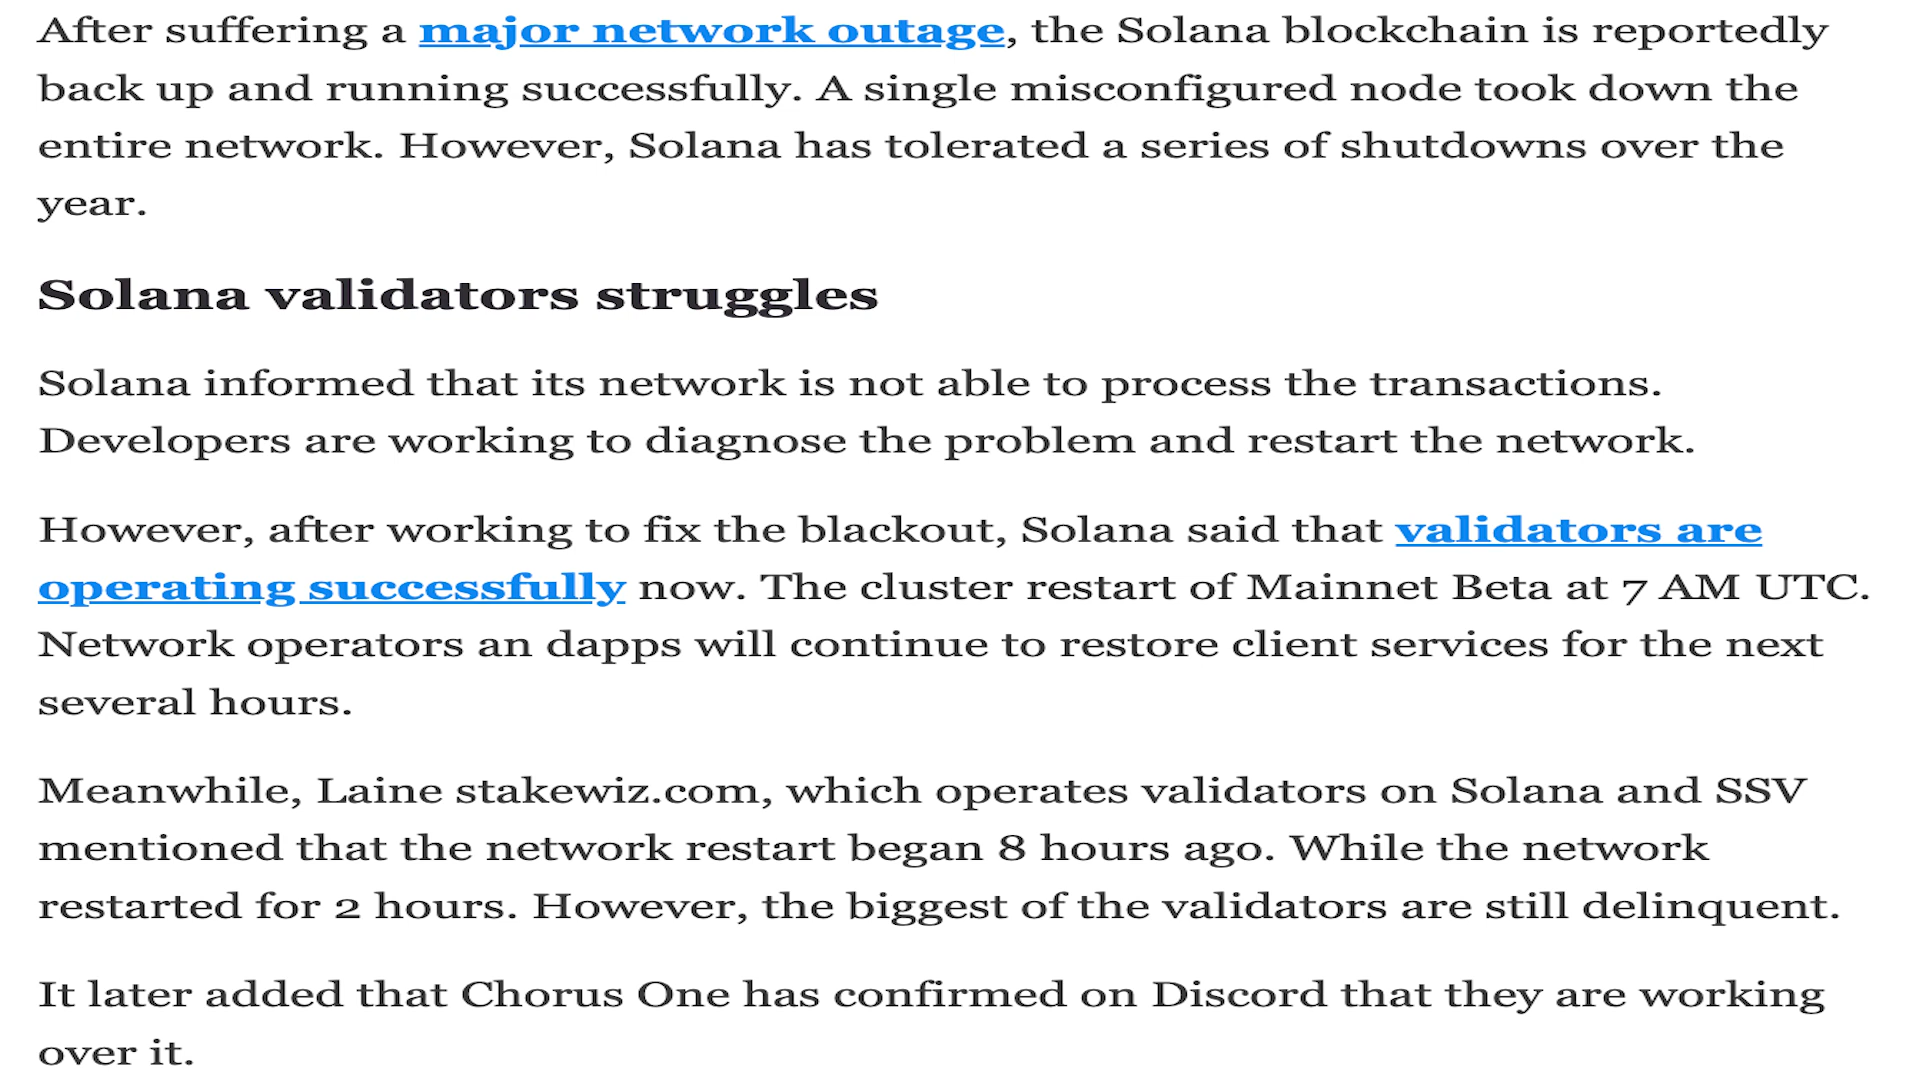 After suffering a major network outage, the Solana blockchain is reportedly
back up and running successfully. A single misconfigured node took down the
entire network. However, Solana has tolerated a series of shutdowns over the
year.
Solana validators struggles
Solana informed that its network is not able to process the transactions.
Developers are working to diagnose the problem and restart the network.
However, after working to fix the blackout, Solana said that validators are
operating successfully now. The cluster restart of Mainnet Beta at 7 AM UTC.
Network operators an dapps will continue to restore client services for the next
several hours.
Meanwhile, Laine stakewiz.com, which operates validators on Solana and SSV
mentioned that the network restart began 8 hours ago. While the network
restarted for 2 hours. However, the biggest of the validators are still delinquent.
It later added that Chorus One has confirmed on Discord that they are working
over it.